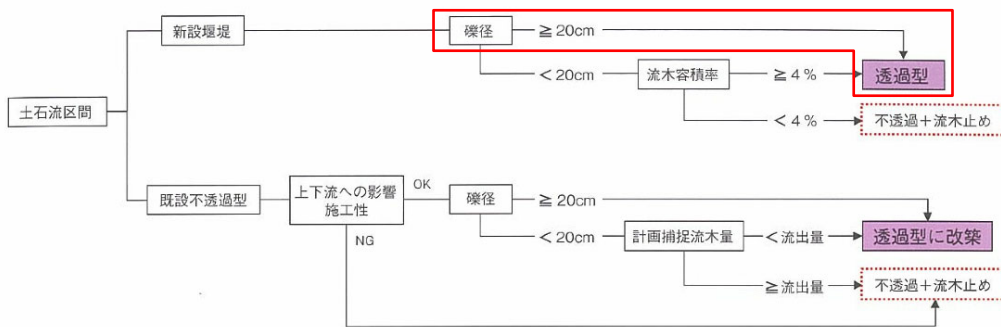 新設堰堤
礫径
≧20cm
<20cm
流木容積率
≧4%
透過型
<4%
不透過+流木止め
土石流区間
既設不透過型
上下流への影響
施工性
OK
NG
礫径
≧20cm
<20cm
計画捕捉流木量
<流出量
透過型に改築
≧流出量
不透過+流木止め